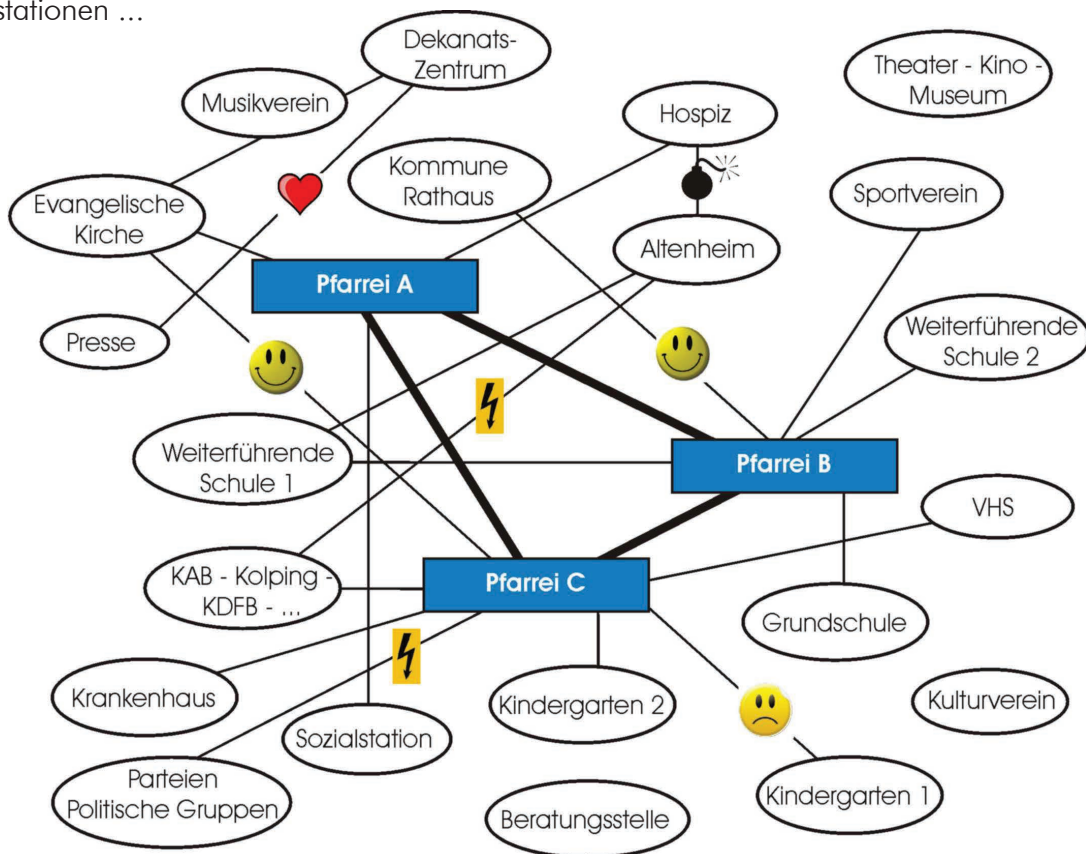 stationen ...
Dekanats-
Zentrum
Theater - Kino -
Museum
Musikverein
Hospiz
Kommune
Rathaus
Sportverein
Evangelische
Kirche
Altenheim
Pfarrei A
Presse
Weiterführende
Schule 2
Weiterführende
Schule 1
Pfarrei B
VHS
KAB - Kolping -
KDFB - ...
Pfarrei C
Grundschule
Krankenhaus
Kindergarten 2
Kulturverein
Sozialstation
Parteien
Politische Gruppen
Kindergarten 1
Beratungsstelle